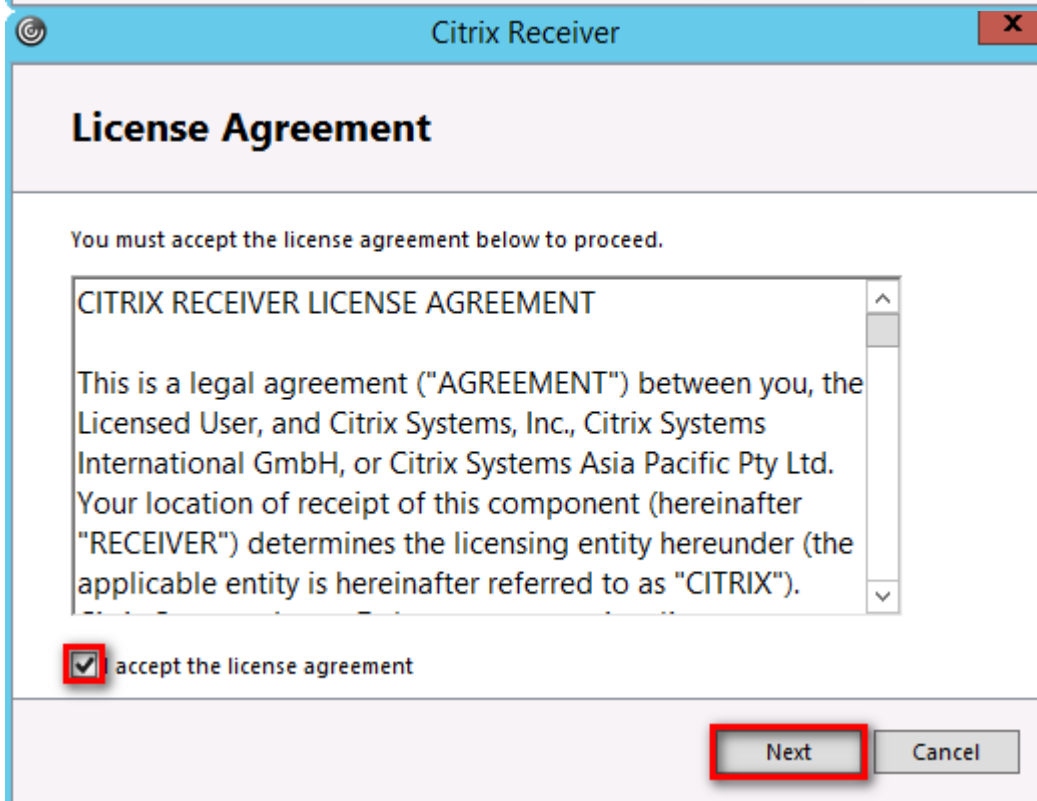 Citrix Receiver
x
License Agreement
You must accept the license agreement below to proceed.
CITRIX RECEIVER LICENSE AGREEMENT
This is a legal agreement ("AGREEMENT") between you, the
Licensed User, and Citrix Systems, Inc., Citrix Systems
International GmbH, or Citrix Systems Asia Pacific Pty Ltd.
Your location of receipt of this component (hereinafter
"RECEIVER") determines the licensing entity hereunder (the
applicable entity is hereinafter referred to as "CITRIX").
I accept the license agreement
Next
Cancel